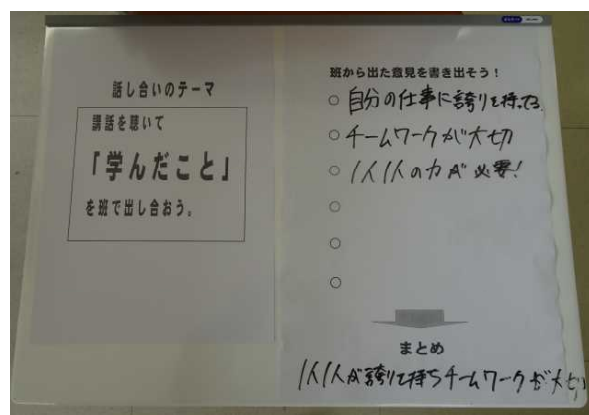 話し合いのテーマ
講話を聴いて
「学んだこと」
を班で出し合おう。
班から出た意見を書き出そう!
○ 自分の仕事に誇りを持ってる
○ チームワークが大切
○ 1人1人の力が必要!
○
○
○
まとめ
1人1人が誇りを持ちチームワークが大切